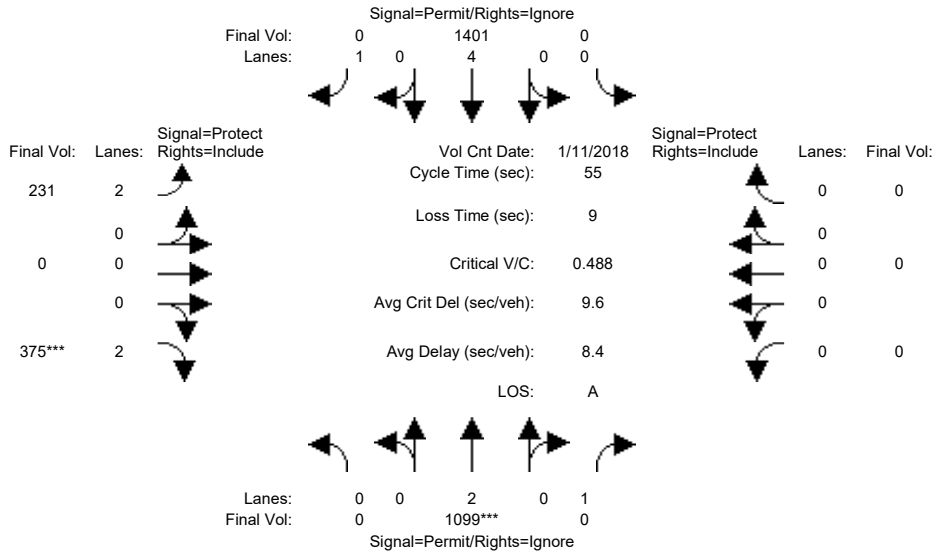 Signal=Permit/Rights=Ignore
Final Vol: 0 1401 0
Lanes: 1 0 4 0 0
Signal=Protect Signal=Protect
Final Vol: Lanes: Rights=Include Vol Cnt Date: 1/11/2018 Rights=Include Lanes: Final Vol:
Cycle Time (sec): 55
231 2 0 0
Loss Time (sec): 9
0 0
0 0 Critical V/C: 0.488 0 0
0 Avg Crit Del (sec/veh): 9.6 0
375*** 2 Avg Delay (sec/veh): 8.4 0 0
LOS: A
Lanes: 0 0 2 0 1
Final Vol: 0 1099*** 0
Signal=Permit/Rights=Ignore